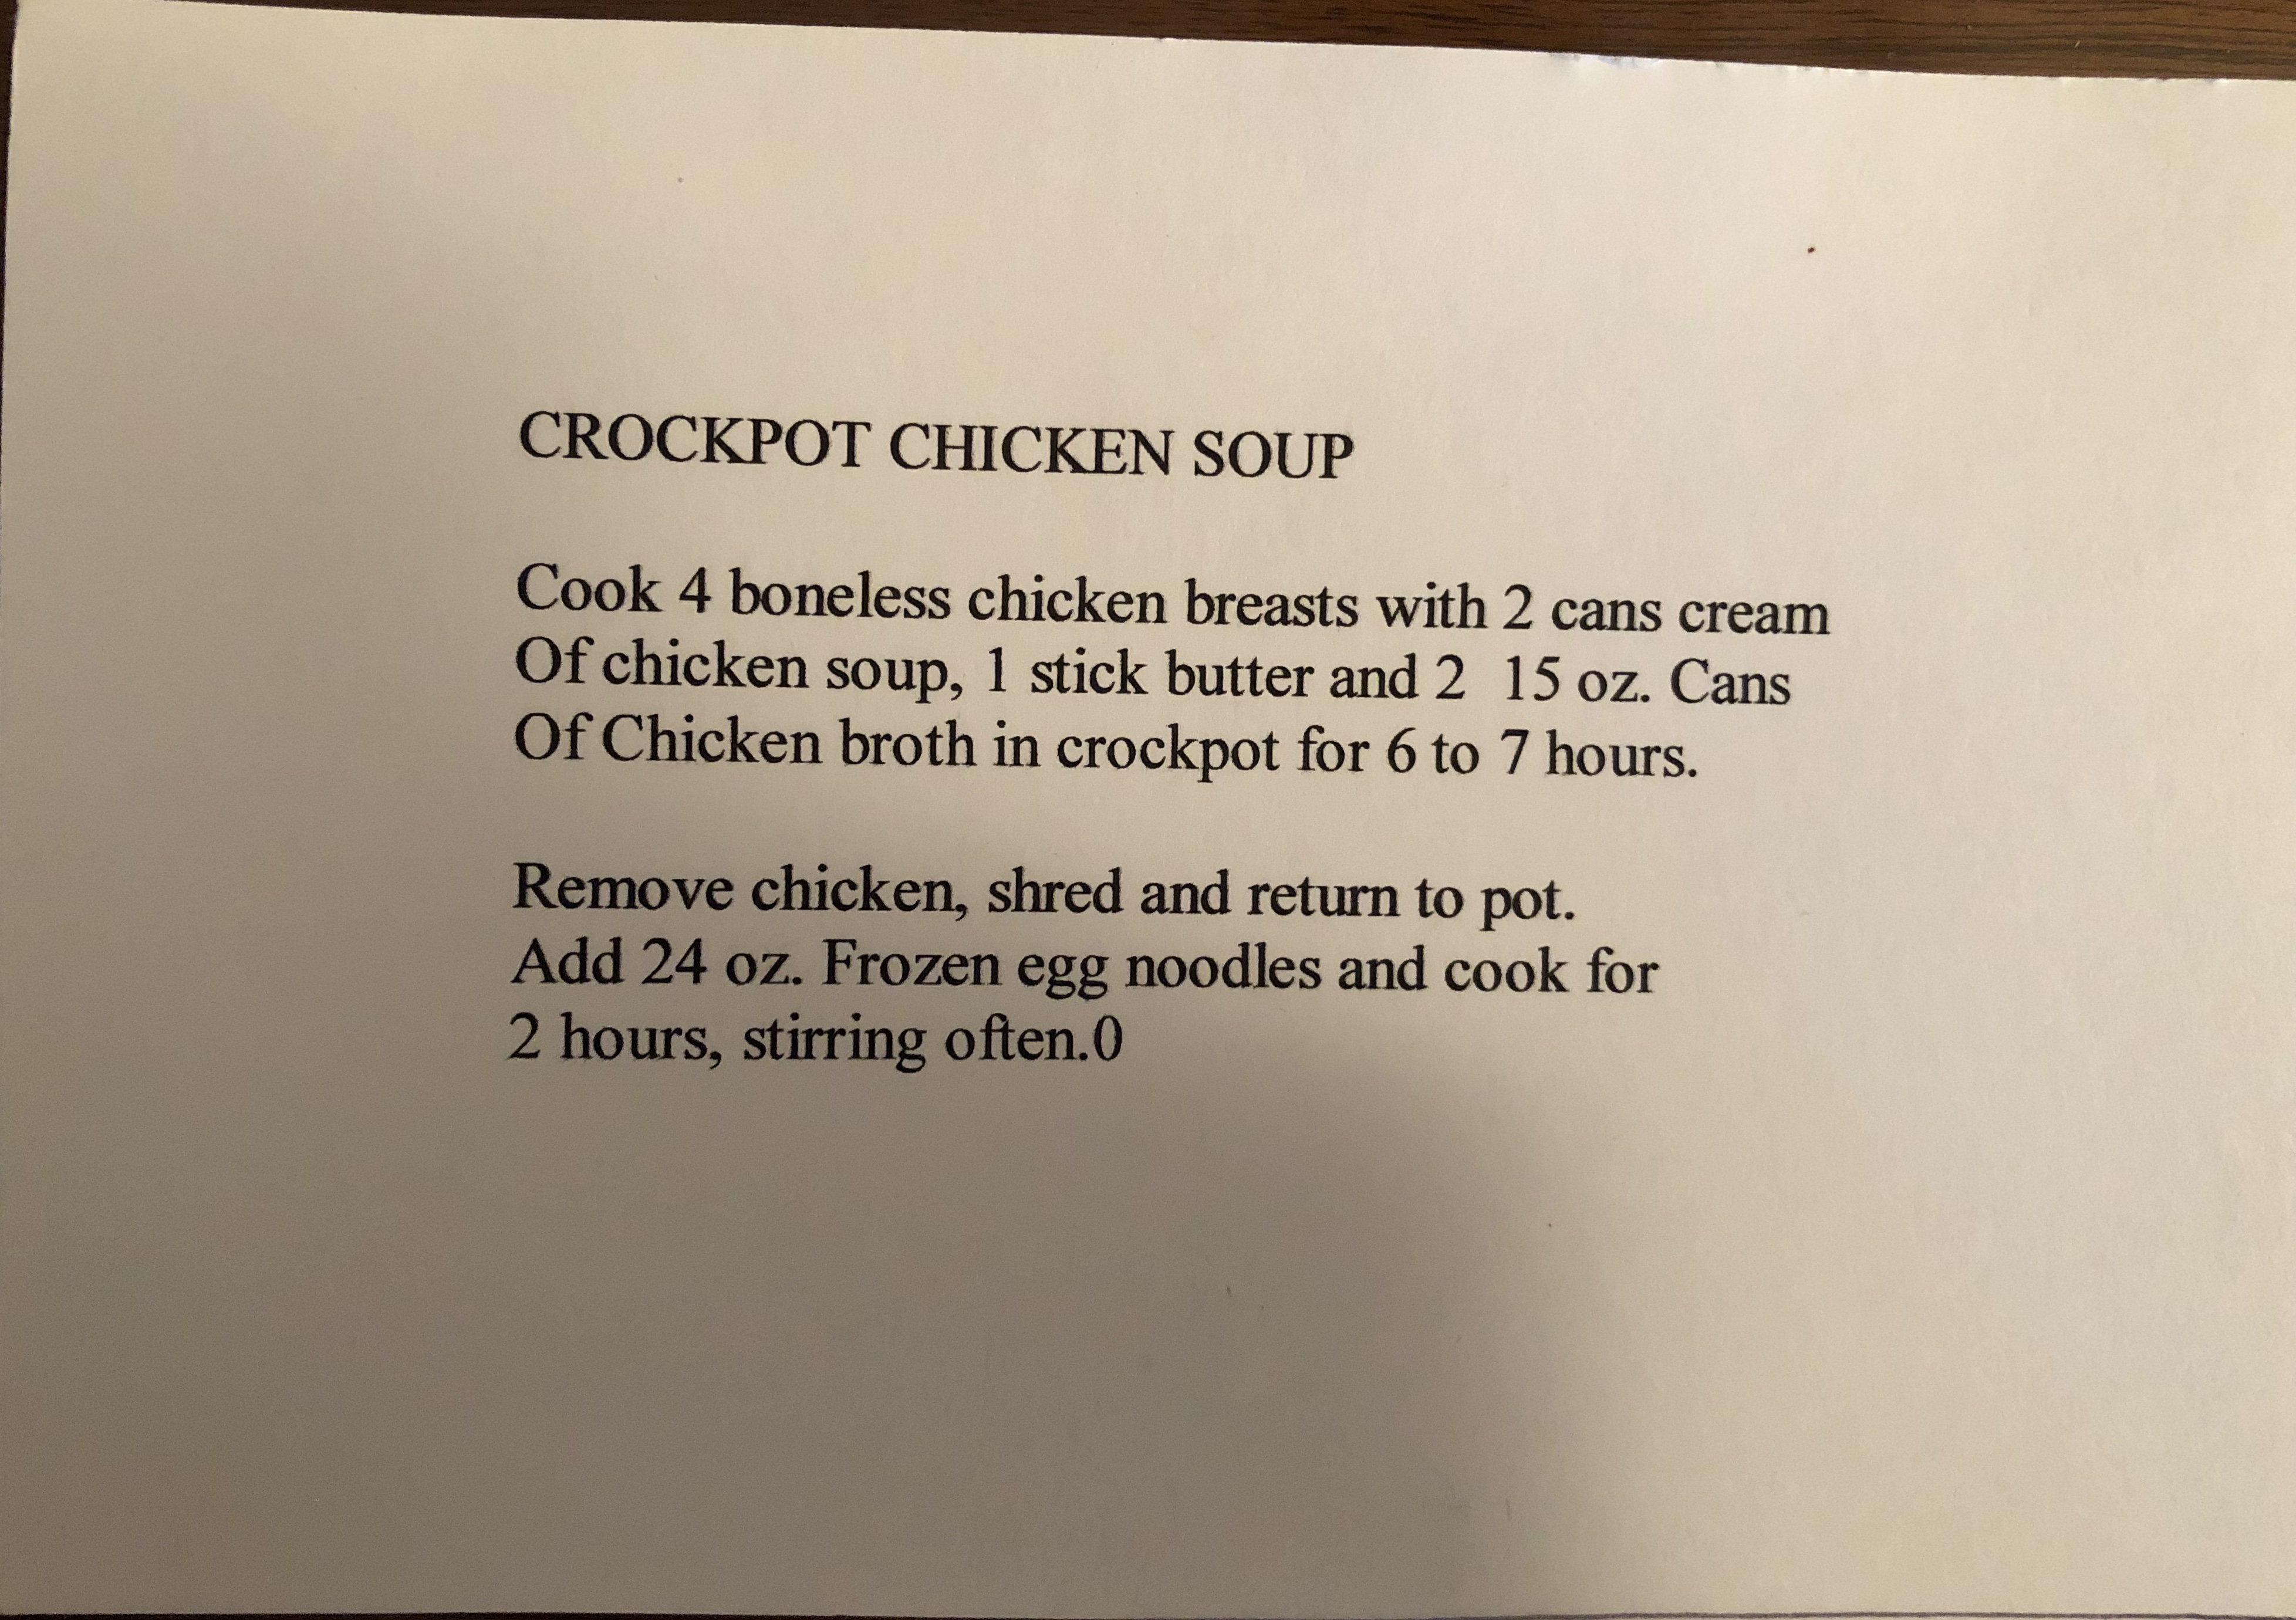 CROCKPOT CHICKEN SOUP
Cook 4 boneless chicken breasts with 2 cans cream
Of chicken soup, 1 stick butter and 2  15 oz. Cans
Of Chicken broth in crockpot for 6 to 7 hours.
Remove chicken, shred and return to pot.
Add 24 oz. Frozen egg noodles and cook for
2 hours, stirring often.0